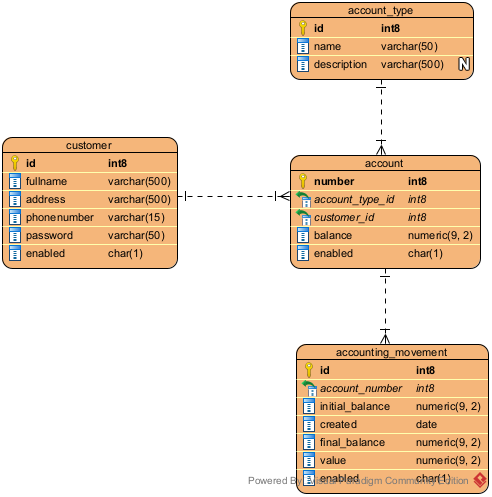 account_type
id int8
name varchar(50)
description varchar(500) N
customer
id int8
fullname varchar(500)
address varchar(500)
phonenumber varchar(15)
password varchar(50)
enabled char(1)
account
number int8
account_type_id int8
customer_id int8
balance numeric(9, 2)
enabled char(1)
accounting_movement
id int8
account_number int8
initial_balance numeric(9, 2)
created date
final_balance numeric(9, 2)
value numeric(9, 2)
enabled char(1)
Powered By Visual Paradigm Community Edition